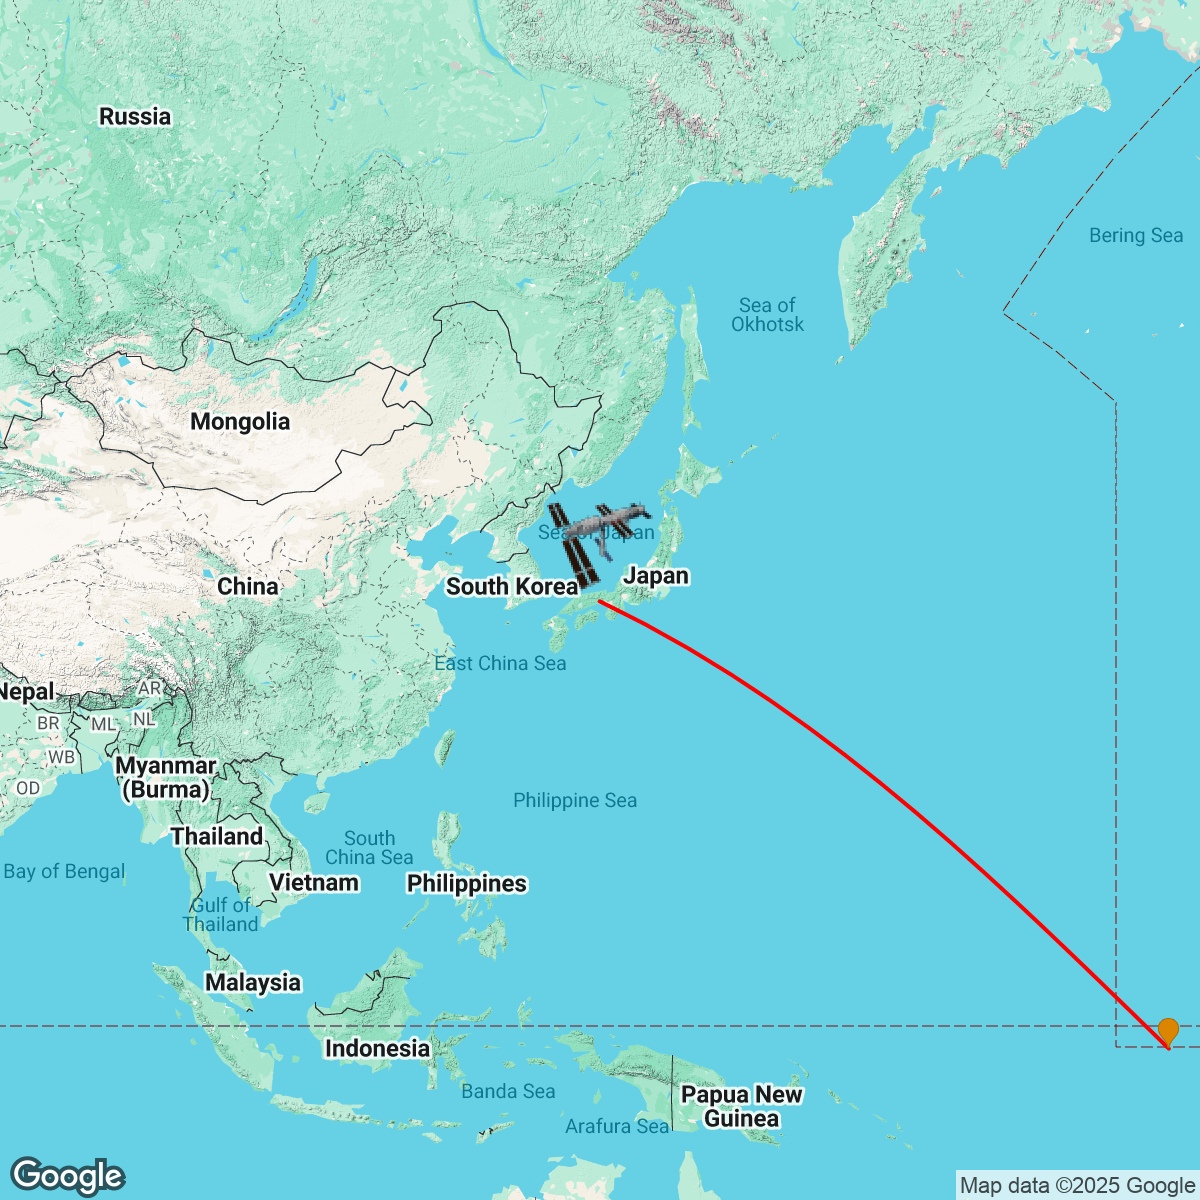 Russia
Bering Sea
Sea of
Okhotsk
Mongolia
Sea of Japan
Japan
South Korea
China
East China Sea
Nepal
AR
BR
ML
NL
WB
Myanmar
(Burma)
OD
Philippine Sea
Thailand
South
China Sea
Bay of Bengal
Vietnam
Philippines
Gulf of
Thailand
Malaysia
Indonesia
Banda Sea
Papua New
Guinea
Arafura Sea
Google
Map data ©2025 Google